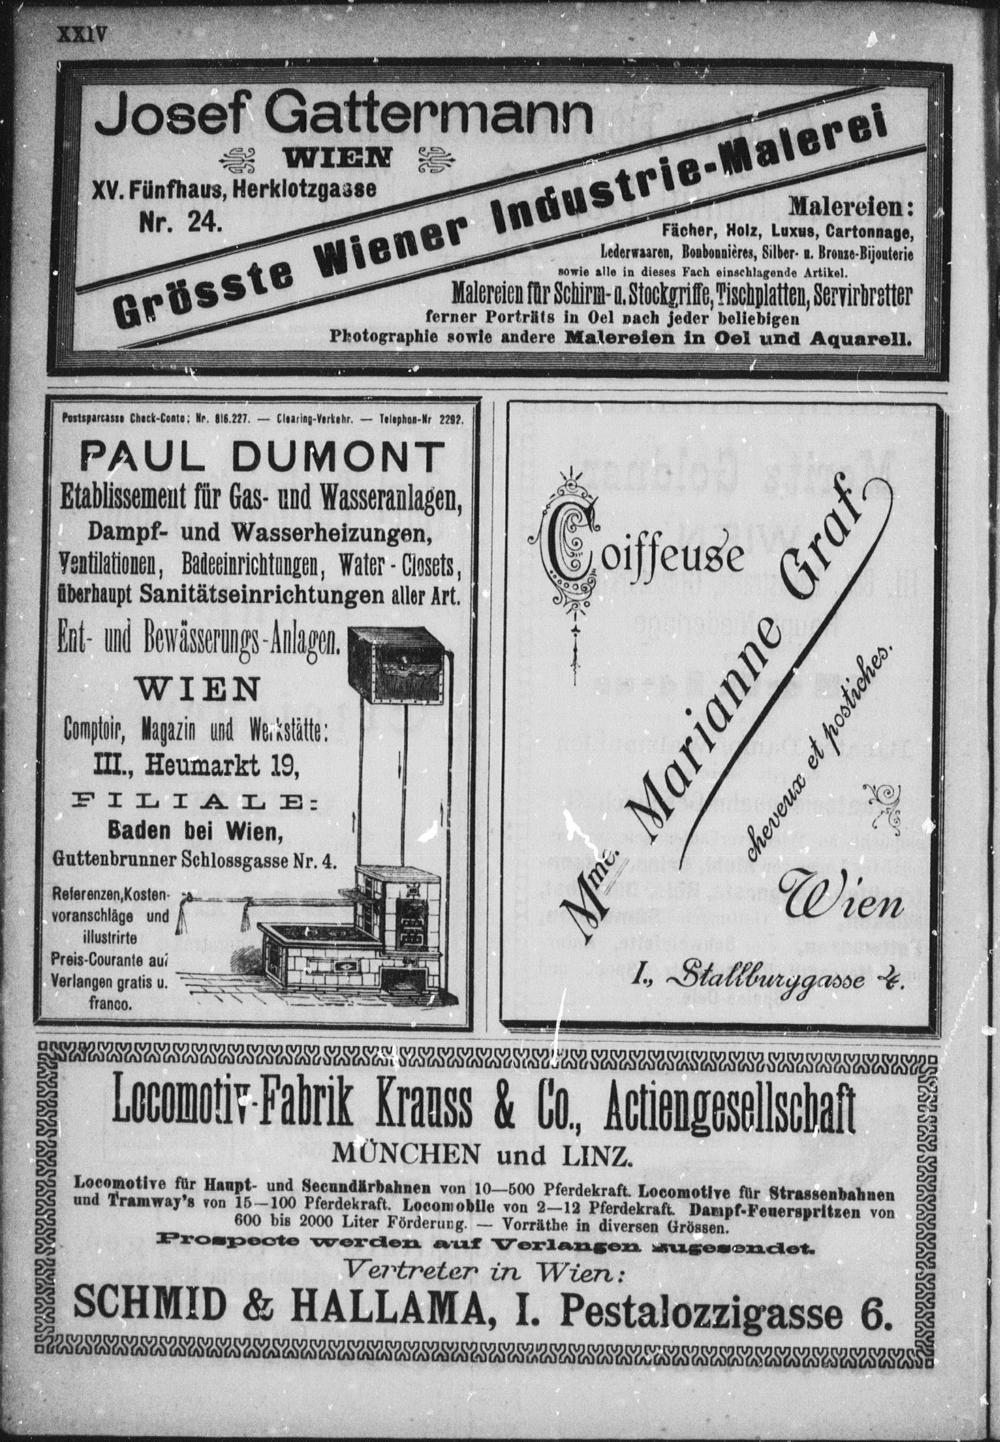 XXIV
Josef Gattermann
WIEN
XV. Fünfhaus, Herklotzgasse
Nr. 24.
Grösste Wiener Industrie-Malerei
Malereien:
Fächer, Holz, Luxus, Cartonnage,
Lederwaaren, Bonbonnières, Silber- u. Bronze-Bijouterie
sowie alle in dieses Fach einschlagende Artikel.
Malereien für Schirm- u. Stockgriffe, Tischplatten, Servirbretter
ferner Porträts in Oel nach jeder beliebigen
Photographie sowie andere Malereien in Oel und Aquarell.
Postsparcasse Check-Conto: Nr. 816.227. — Clearing-Verkehr. — Telephon-Nr 2292.
PAUL DUMONT
Etablissement für Gas- und Wasseranlagen,
Dampf- und Wasserheizungen,
Ventilationen, Badeeinrichtungen, Water-Closets,
überhaupt Sanitätseinrichtungen aller Art.
Ent- und Bewässerungs-Anlagen.
WIEN
Comptoir, Magazin und Werkstätte:
III., Heumarkt 19,
FILIALE:
Baden bei Wien,
Guttenbrunner Schlossgasse Nr. 4.
Referenzen, Kosten-
voranschläge und
illustrirte
Preis-Courante auf
Verlangen gratis u.
franco.
Coiffeuse
Mme. Marianne Graf
cheveux et postiches.
Wien
I., Stallburggasse 4.
Locomotiv-Fabrik Krauss & Co., Actiengesellschaft
MÜNCHEN und LINZ.
Locomotive für Haupt- und Secundärbahnen von 10—500 Pferdekraft. Locomotive für Strassenbahnen
und Tramway's von 15—100 Pferdekraft. Locomobile von 2—12 Pferdekraft. Dampf-Feuerspritzen von
600 bis 2000 Liter Förderung. — Vorräthe in diversen Grössen.
Prospecte werden auf Verlangen zugesendet.
Vertreter in Wien:
SCHMID & HALLAMA, I. Pestalozzigasse 6.